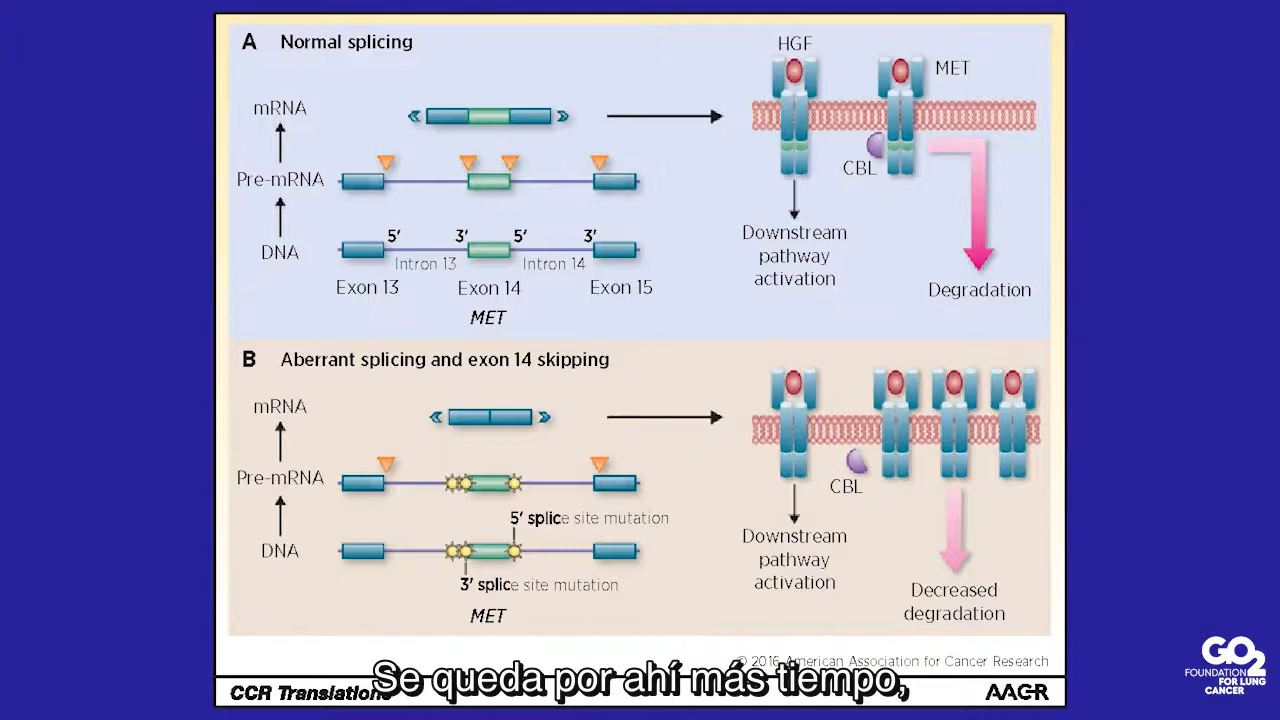 A Normal splicing
HGF
MET
mRNA
Pre-mRNA
CBL
DNA
5′ 3′ 5′ 3′
Intron 13 Intron 14
Exon 13 Exon 14 Exon 15
MET
Downstream
pathway
activation
Degradation
B Aberrant splicing and exon 14 skipping
mRNA
Pre-mRNA
CBL
5′ splice site mutation
DNA
3′ splice site mutation
MET
Downstream
pathway
activation
Decreased
degradation
© 2016 American Association for Cancer Research
Se queda por ahí más tiempo,
CCR Translations
AACR
GO2
FOUNDATION
FOR LUNG
CANCER